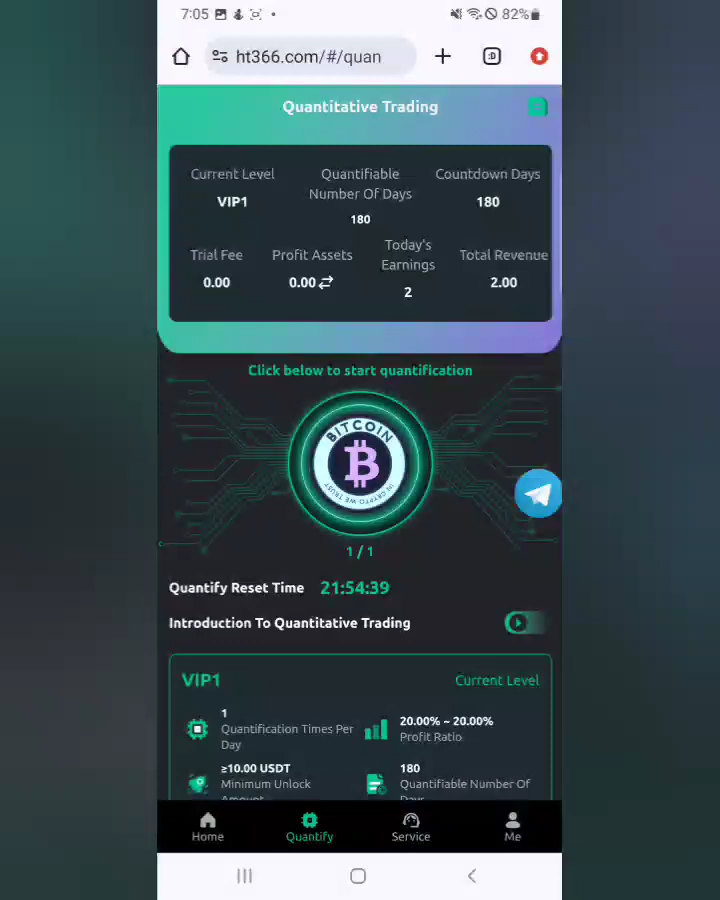 7:05
82%
ht366.com/#/quan
:D
Quantitative Trading
Current Level
Quantifiable
Number Of Days
Countdown Days
VIP1
180
180
Trial Fee
Profit Assets
Today's
Earnings
Total Revenue
0.00
0.00
2
2.00
Click below to start quantification
BITCOIN
B
IN CRYPTO WE TRUST
1 / 1
Quantify Reset Time 21:54:39
Introduction To Quantitative Trading
VIP1
Current Level
1
Quantification Times Per
Day
20.00% ~ 20.00%
Profit Ratio
≥10.00 USDT
Minimum Unlock
Amount
180
Quantifiable Number Of
Days
Home
Quantify
Service
Me